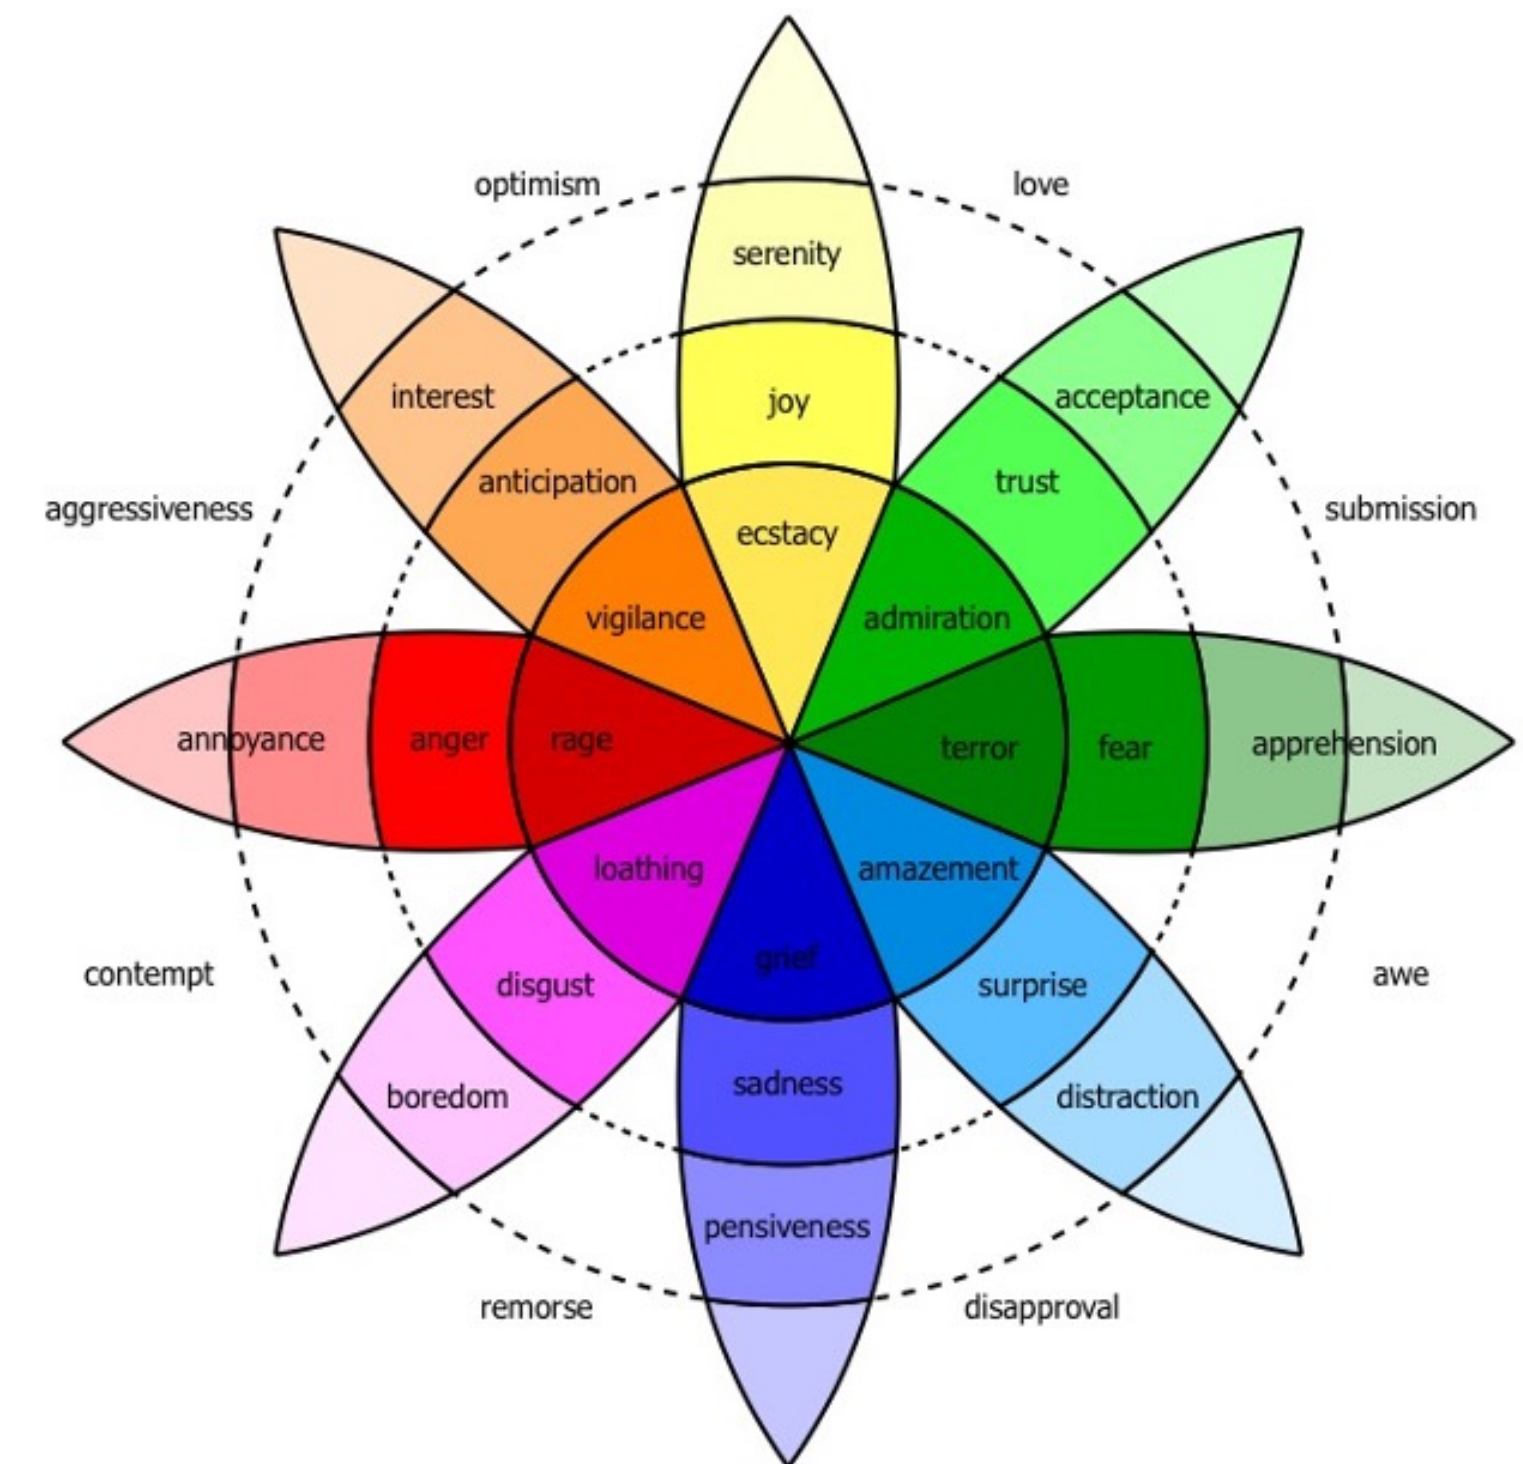 optimism
love
serenity
interest
acceptance
joy
anticipation
trust
aggressiveness
submission
ecstacy
vigilance
admiration
annoyance
anger
rage
terror
fear
apprehension
loathing
amazement
grief
contempt
awe
disgust
surprise
sadness
boredom
distraction
pensiveness
remorse
disapproval